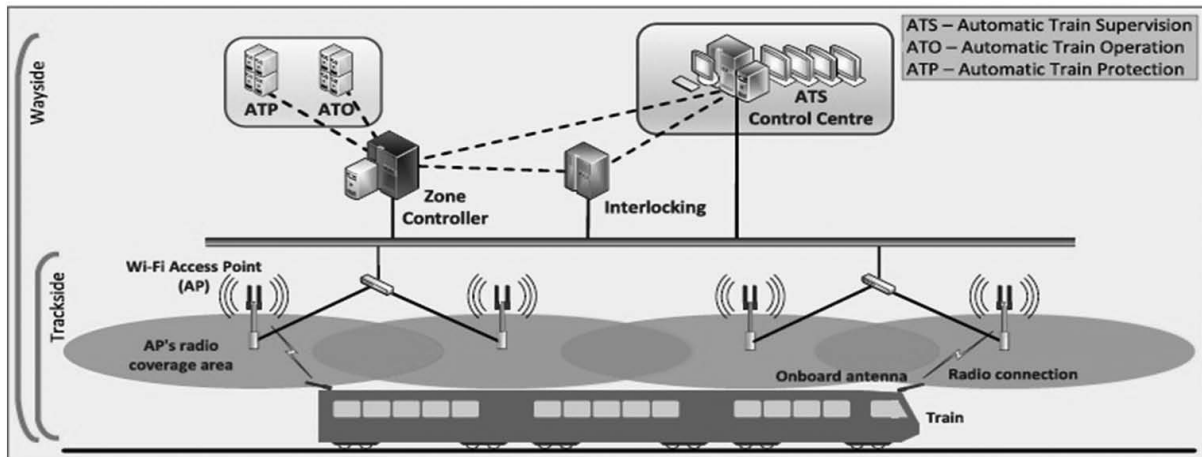 ATS – Automatic Train Supervision
ATO – Automatic Train Operation
ATP – Automatic Train Protection
Wayside
ATP
ATO
ATS
Control Centre
Zone
Controller
Interlocking
Trackside
Wi-Fi Access Point
(AP)
AP's radio
coverage area
Onboard antenna
Radio connection
Train